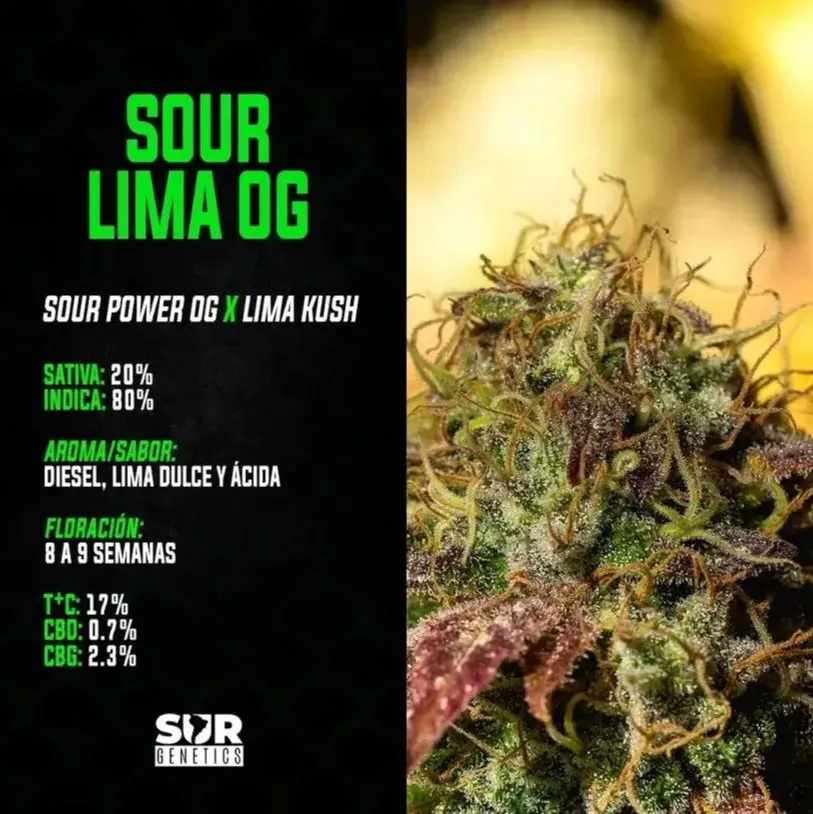 SOUR
LIMA OG
SOUR POWER OG X LIMA KUSH
SATIVA: 20%
INDICA: 80%
AROMA/SABOR:
DIESEL, LIMA DULCE Y ÁCIDA
FLORACIÓN:
8 A 9 SEMANAS
T+C: 17%
CBD: 0.7%
CBG: 2.3%
SUR
GENETICS